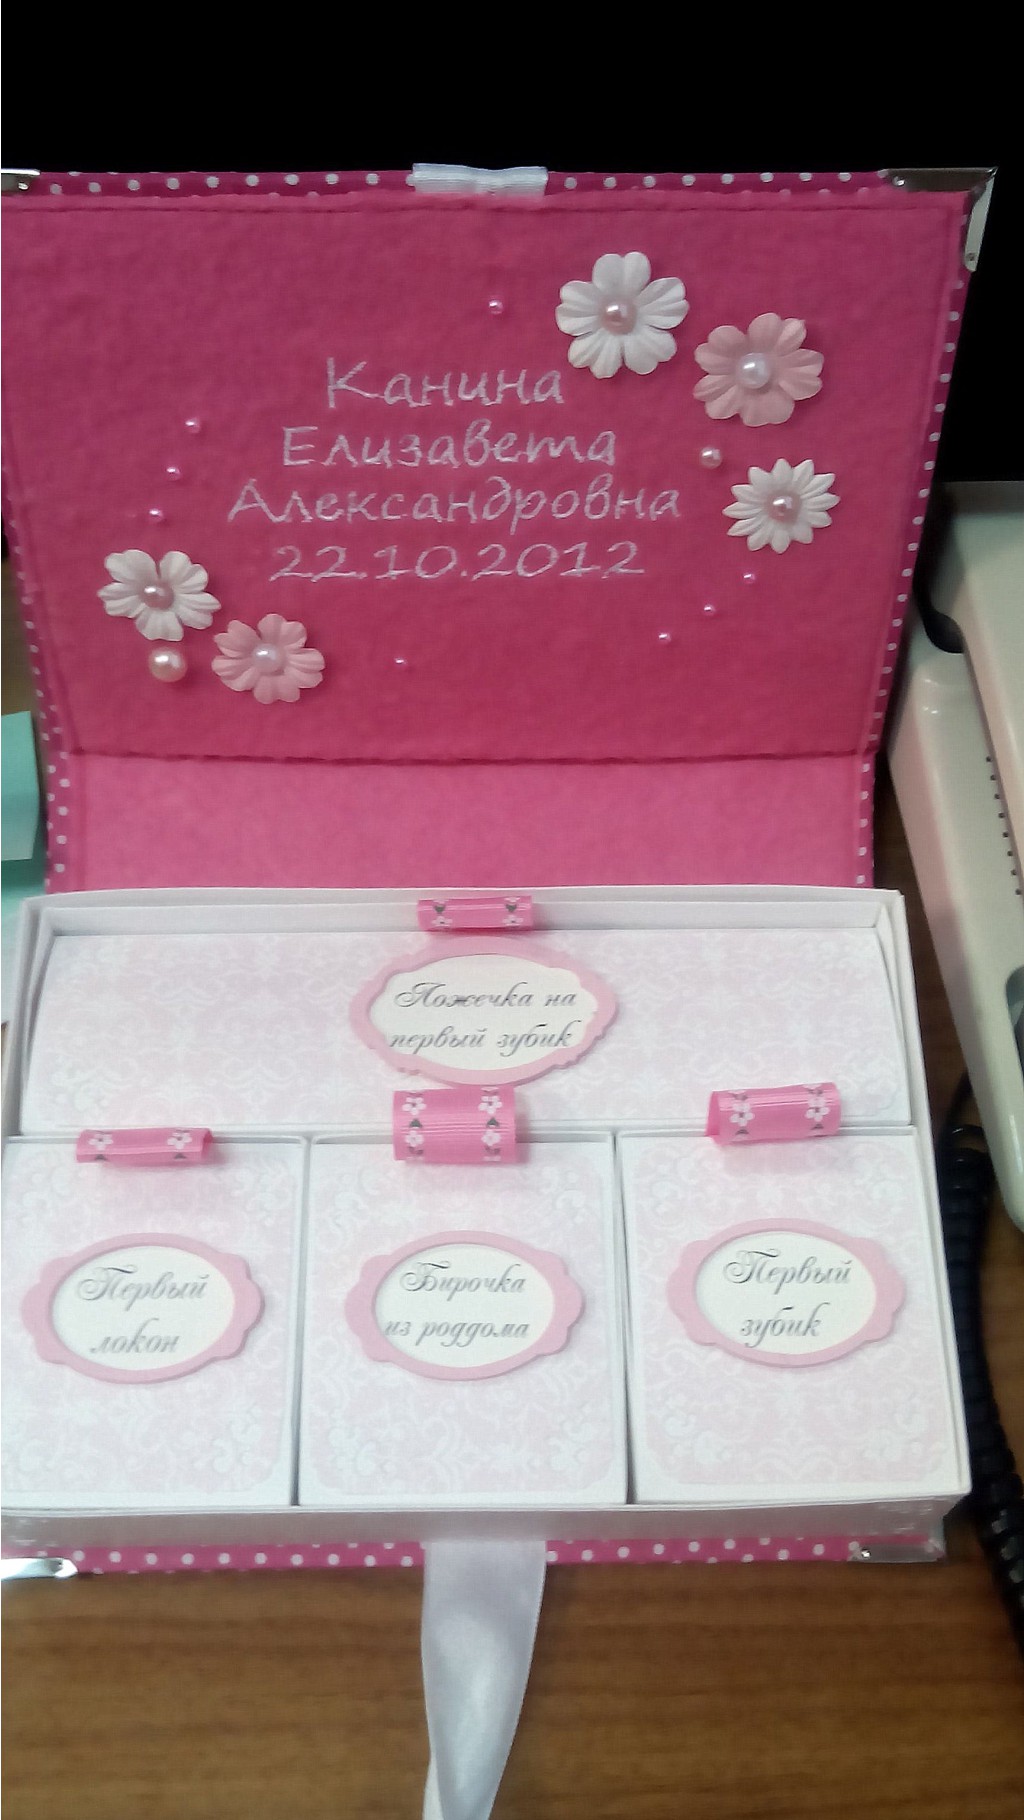 Канина
Елизавета
Александровна
22.10.2012
Ложечка на
первый зубик
Первый
локон
Бирочка
из роддома
Первый
зубик